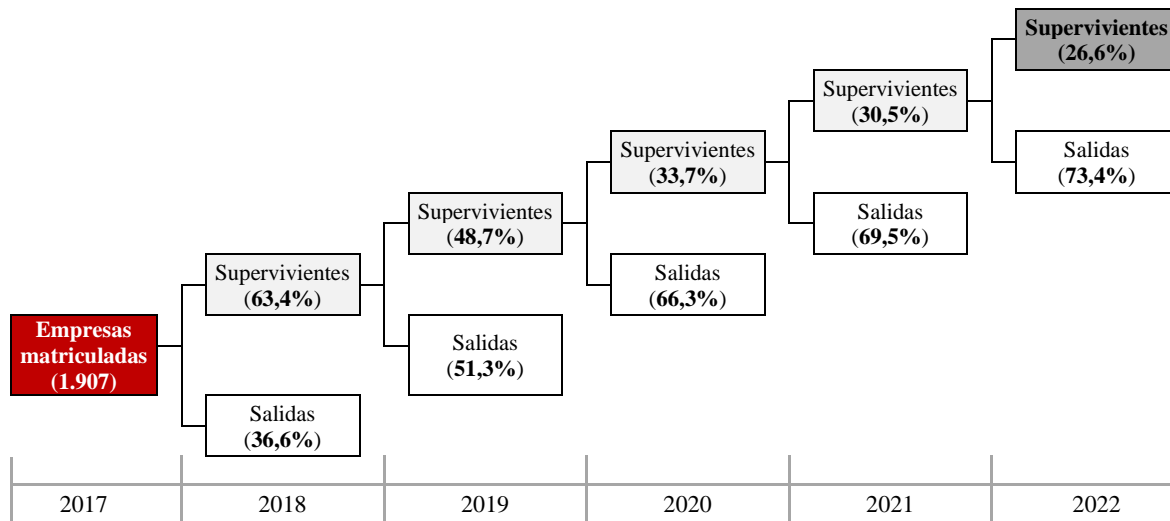 Empresas
matriculadas
(1.907)
Supervivientes
(63,4%)
Salidas
(36,6%)
Supervivientes
(48,7%)
Salidas
(51,3%)
Supervivientes
(33,7%)
Salidas
(66,3%)
Supervivientes
(30,5%)
Salidas
(69,5%)
Supervivientes
(26,6%)
Salidas
(73,4%)
2017
2018
2019
2020
2021
2022